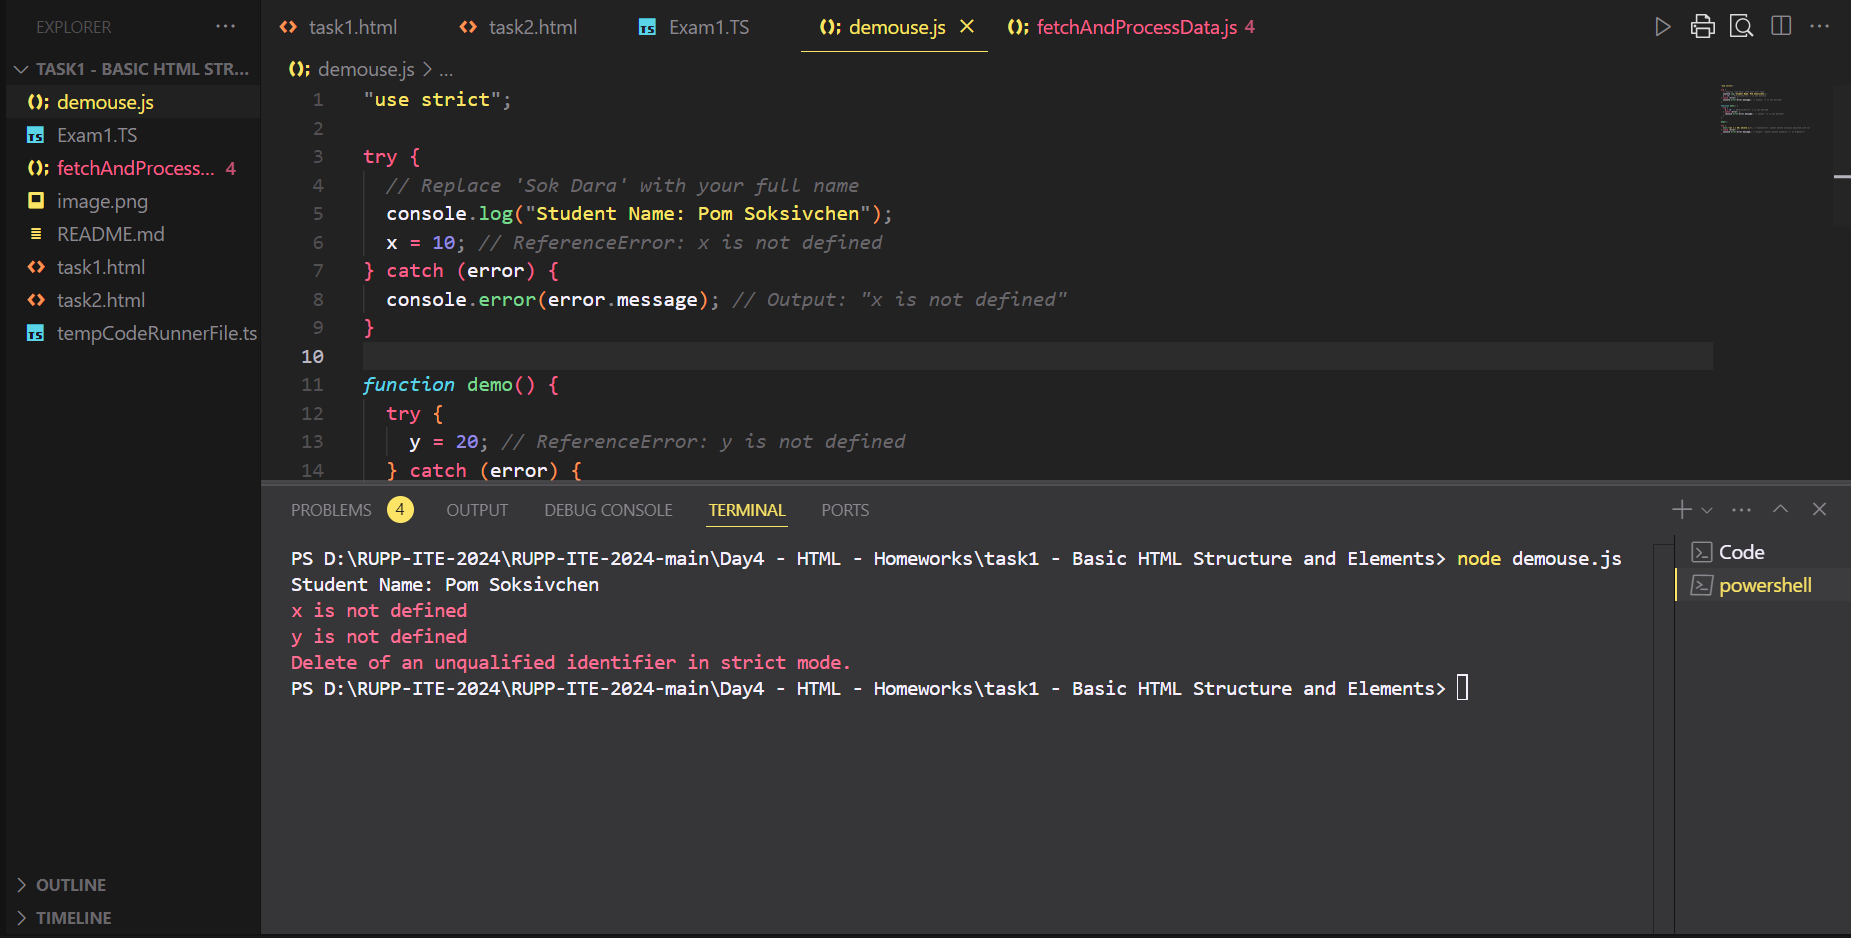 EXPLORER
TASK1 - BASIC HTML STR...
demouse.js
Exam1.TS
fetchAndProcess... 4
image.png
README.md
task1.html
task2.html
tempCodeRunnerFile.ts
OUTLINE
TIMELINE
task1.html task2.html Exam1.TS demouse.js fetchAndProcessData.js 4
demouse.js > ...
1 "use strict";
2
3 try {
4 // Replace 'Sok Dara' with your full name
5 console.log("Student Name: Pom Soksivchen");
6 x = 10; // ReferenceError: x is not defined
7 } catch (error) {
8 console.error(error.message); // Output: "x is not defined"
9 }
10
11 function demo() {
12 try {
13 y = 20; // ReferenceError: y is not defined
14 } catch (error) {
PROBLEMS 4 OUTPUT DEBUG CONSOLE TERMINAL PORTS
PS D:\RUPP-ITE-2024\RUPP-ITE-2024-main\Day4 - HTML - Homeworks\task1 - Basic HTML Structure and Elements> node demouse.js
Student Name: Pom Soksivchen
x is not defined
y is not defined
Delete of an unqualified identifier in strict mode.
PS D:\RUPP-ITE-2024\RUPP-ITE-2024-main\Day4 - HTML - Homeworks\task1 - Basic HTML Structure and Elements>
Code
powershell